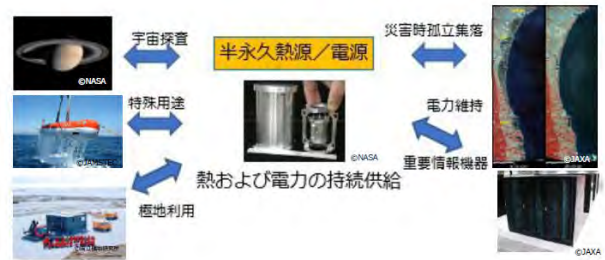 宇宙探査
半永久熱源／電源
災害時孤立集落
©NASA
特殊用途
電力維持
©JAMSTEC
©NASA
©JAXA
重要情報機器
熱および電力の持続供給
極地利用
©JAXA